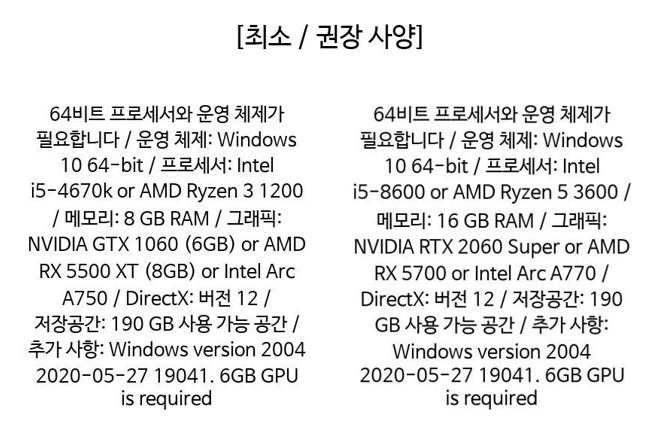 [최소 / 권장 사양]
64비트 프로세서와 운영 체제가
필요합니다 / 운영 체제: Windows
10 64-bit / 프로세서: Intel
i5-4670k or AMD Ryzen 3 1200
/ 메모리: 8 GB RAM / 그래픽:
NVIDIA GTX 1060 (6GB) or AMD
RX 5500 XT (8GB) or Intel Arc
A750 / DirectX: 버전 12 /
저장공간: 190 GB 사용 가능 공간 /
추가 사항: Windows version 2004
2020-05-27 19041. 6GB GPU
is required
64비트 프로세서와 운영 체제가
필요합니다 / 운영 체제: Windows
10 64-bit / 프로세서: Intel
i5-8600 or AMD Ryzen 5 3600 /
메모리: 16 GB RAM / 그래픽:
NVIDIA RTX 2060 Super or AMD
RX 5700 or Intel Arc A770 /
DirectX: 버전 12 / 저장공간: 190
GB 사용 가능 공간 / 추가 사항:
Windows version 2004
2020-05-27 19041. 6GB GPU
is required